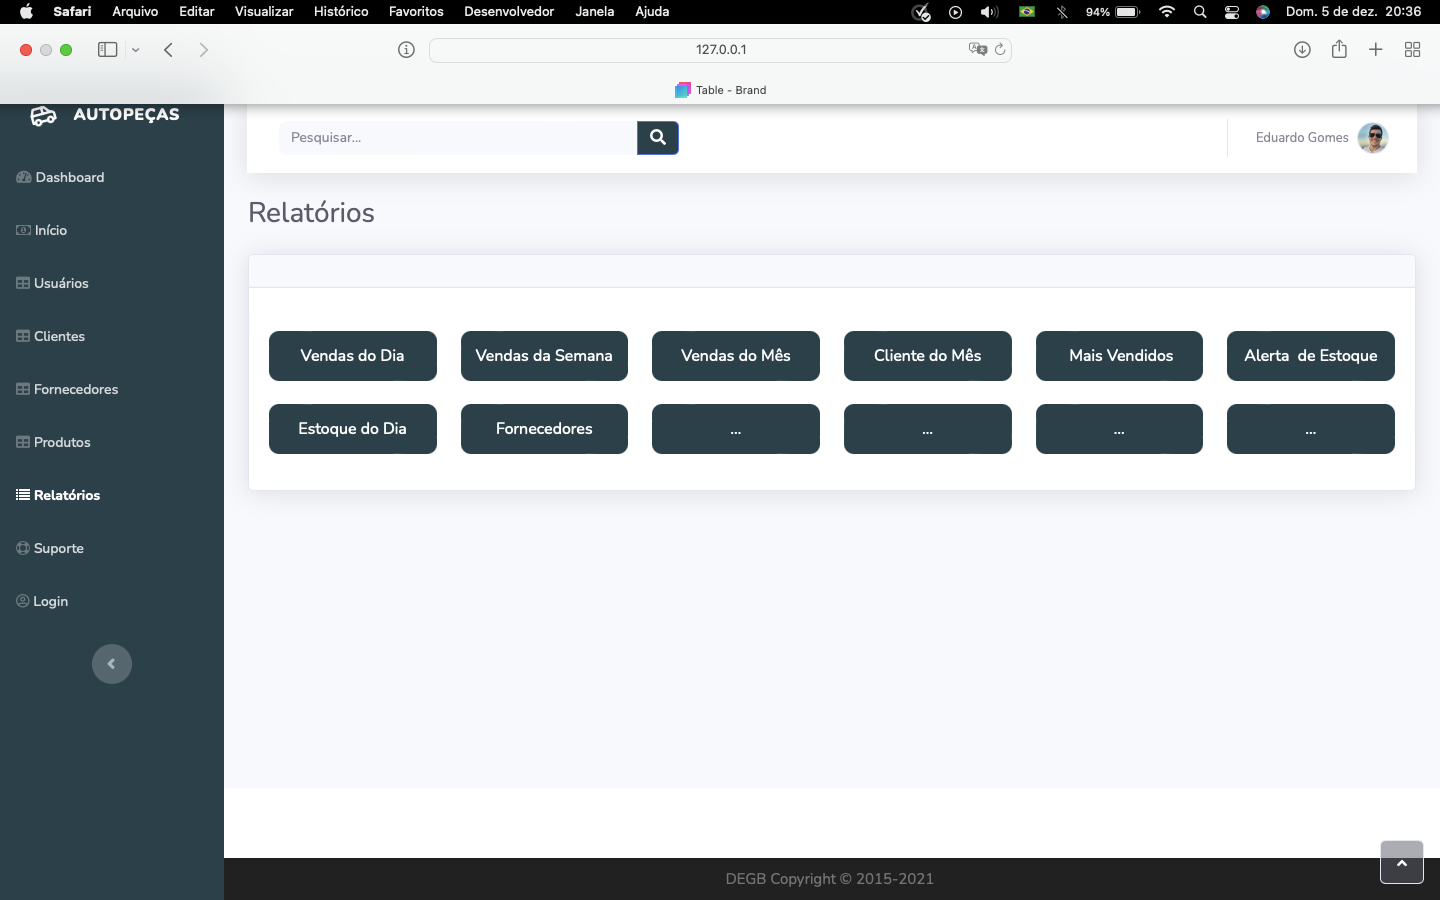 Safari Arquivo Editar Visualizar Histórico Favoritos Desenvolvedor Janela Ajuda 94% Dom. 5 de dez. 20:36
127.0.0.1
Table - Brand
AUTOPEÇAS
Dashboard
Início
Usuários
Clientes
Fornecedores
Produtos
Relatórios
Suporte
Login
Pesquisar...
Eduardo Gomes
Relatórios
Vendas do Dia Vendas da Semana Vendas do Mês Cliente do Mês Mais Vendidos Alerta  de Estoque
Estoque do Dia Fornecedores ... ... ... ...
DEGB Copyright © 2015-2021